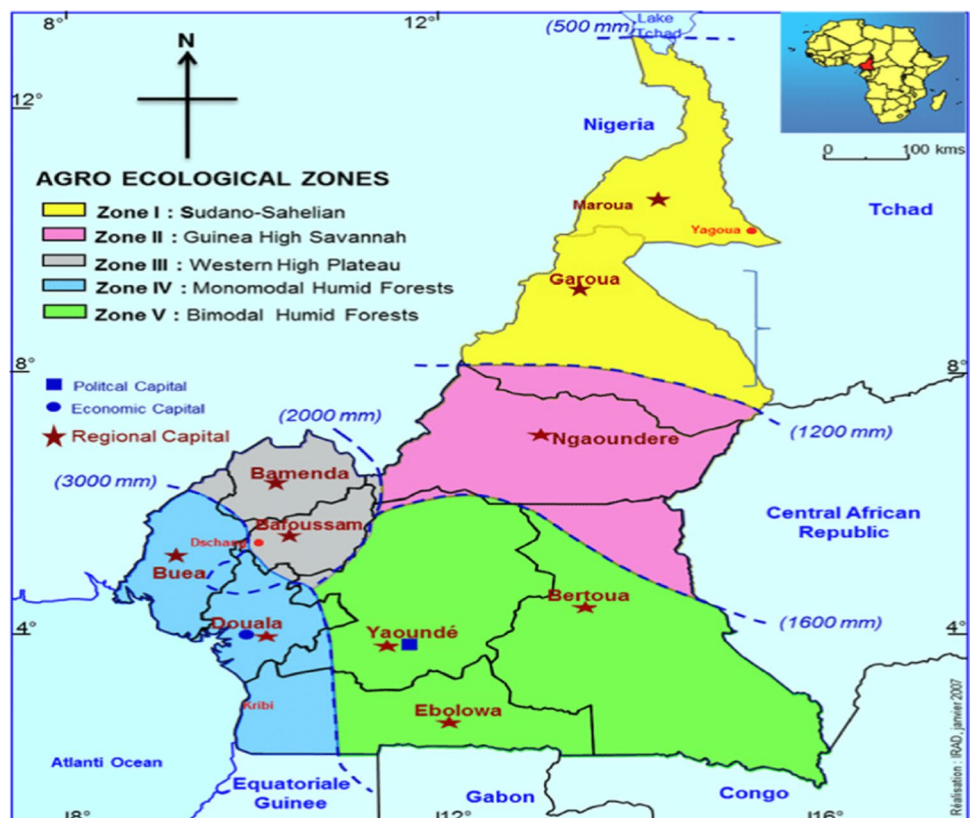 8°
12°
(500 mm)
Lake
Tchad
N
12°
Nigeria
0 100 kms
AGRO ECOLOGICAL ZONES
Zone I : Sudano-Sahelian
Zone II : Guinea High Savannah
Zone III : Western High Plateau
Zone IV : Monomodal Humid Forests
Zone V : Bimodal Humid Forests
Maroua
Tchad
Yagoua
Garoua
8°
8°
Politcal Capital
Economic Capital
Regional Capital
(2000 mm)
Ngaoundere
(1200 mm)
Bamenda
(3000 mm)
Central African
Republic
Bafoussam
Dschang
Buea
Bertoua
4°
Douala
Yaoundé
(1600 mm)
4°
Kribi
Ebolowa
Atlanti Ocean
Equatoriale
Guinee
Gabon
Congo
Réalisation : IRAD, janvier 2007
8°
12°
16°